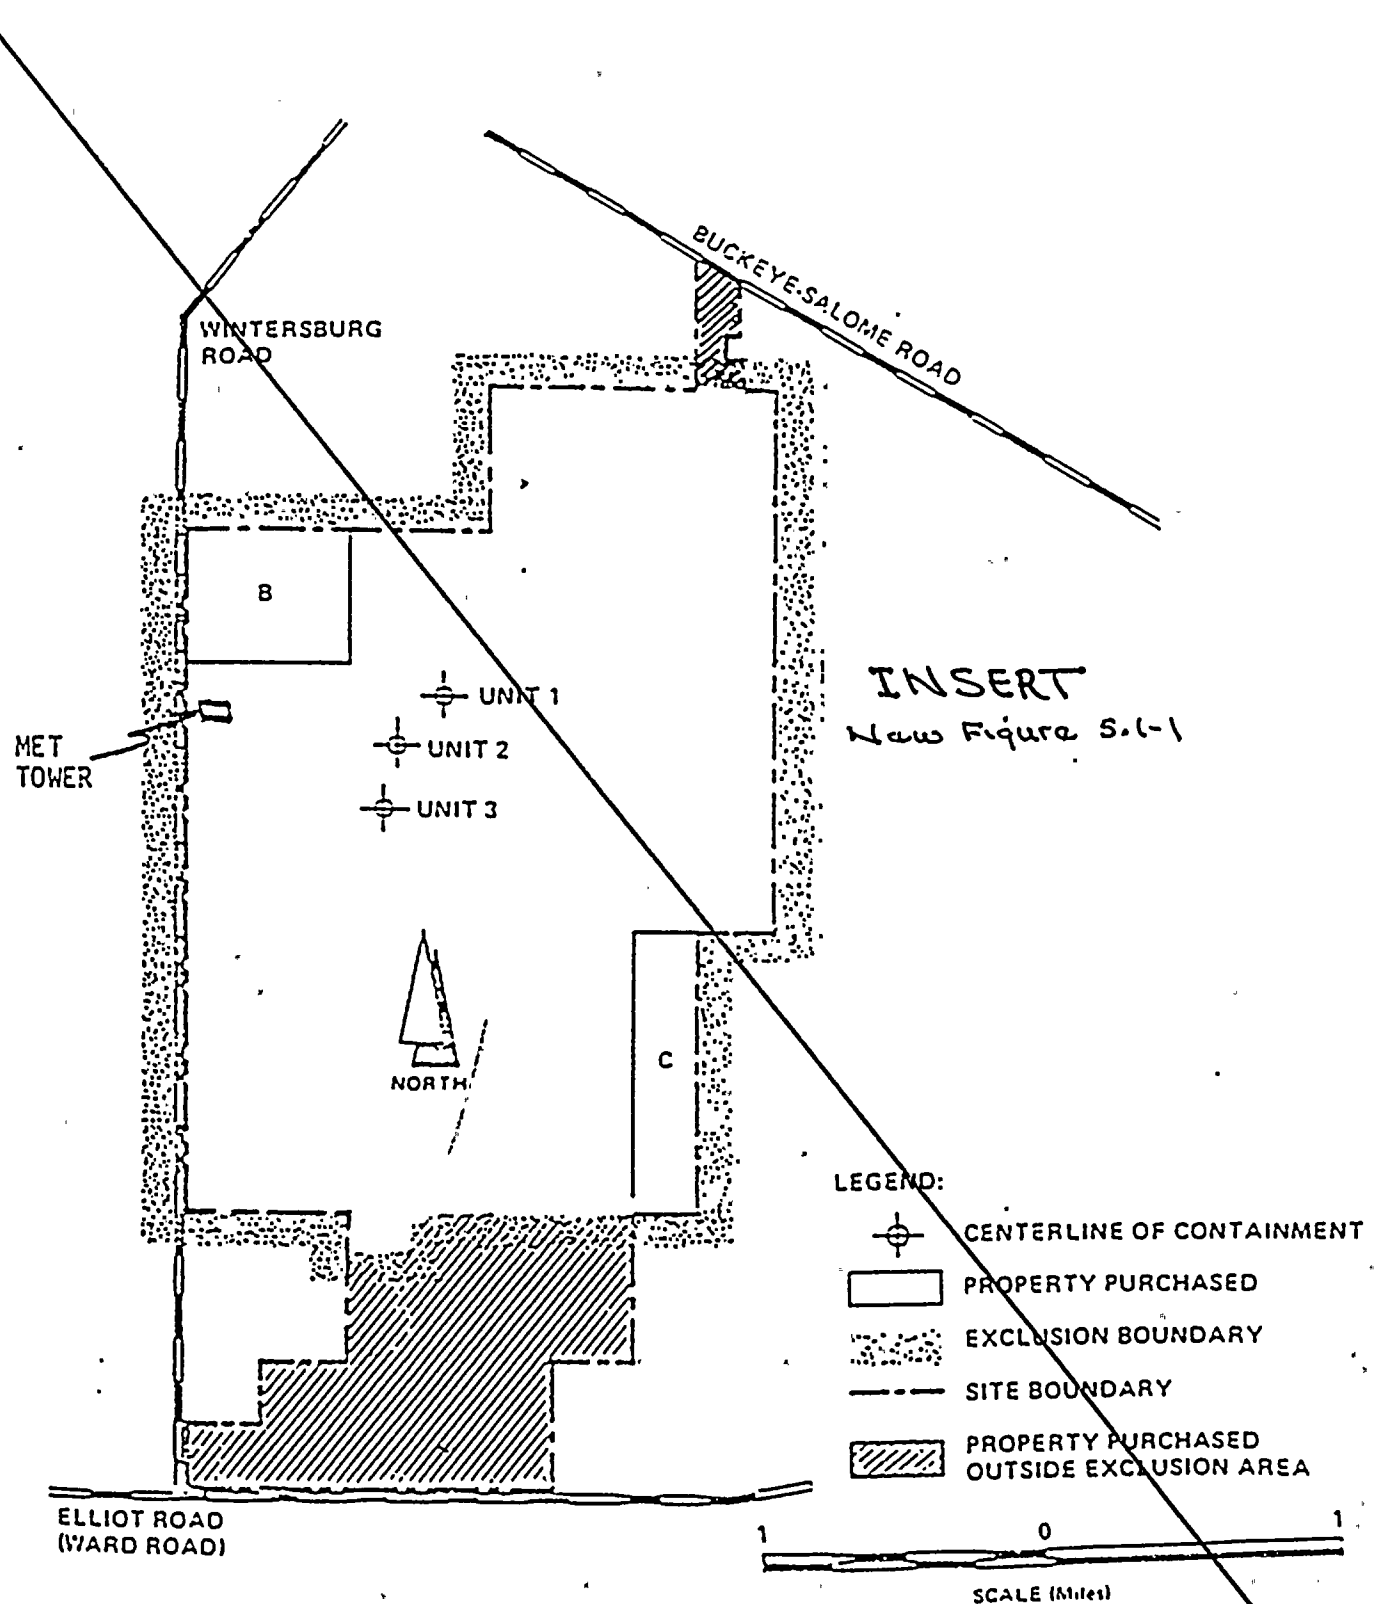 BUCKEYE-SALOME ROAD
WINTERSBURG
ROAD
B
INSERT
New Figure 5.1-1
UNIT 1
UNIT 2
UNIT 3
MET
TOWER
NORTH
C
LEGEND:
CENTERLINE OF CONTAINMENT
PROPERTY PURCHASED
EXCLUSION BOUNDARY
SITE BOUNDARY
PROPERTY PURCHASED
OUTSIDE EXCLUSION AREA
ELLIOT ROAD
(WARD ROAD)
1 0 1
SCALE (Miles)